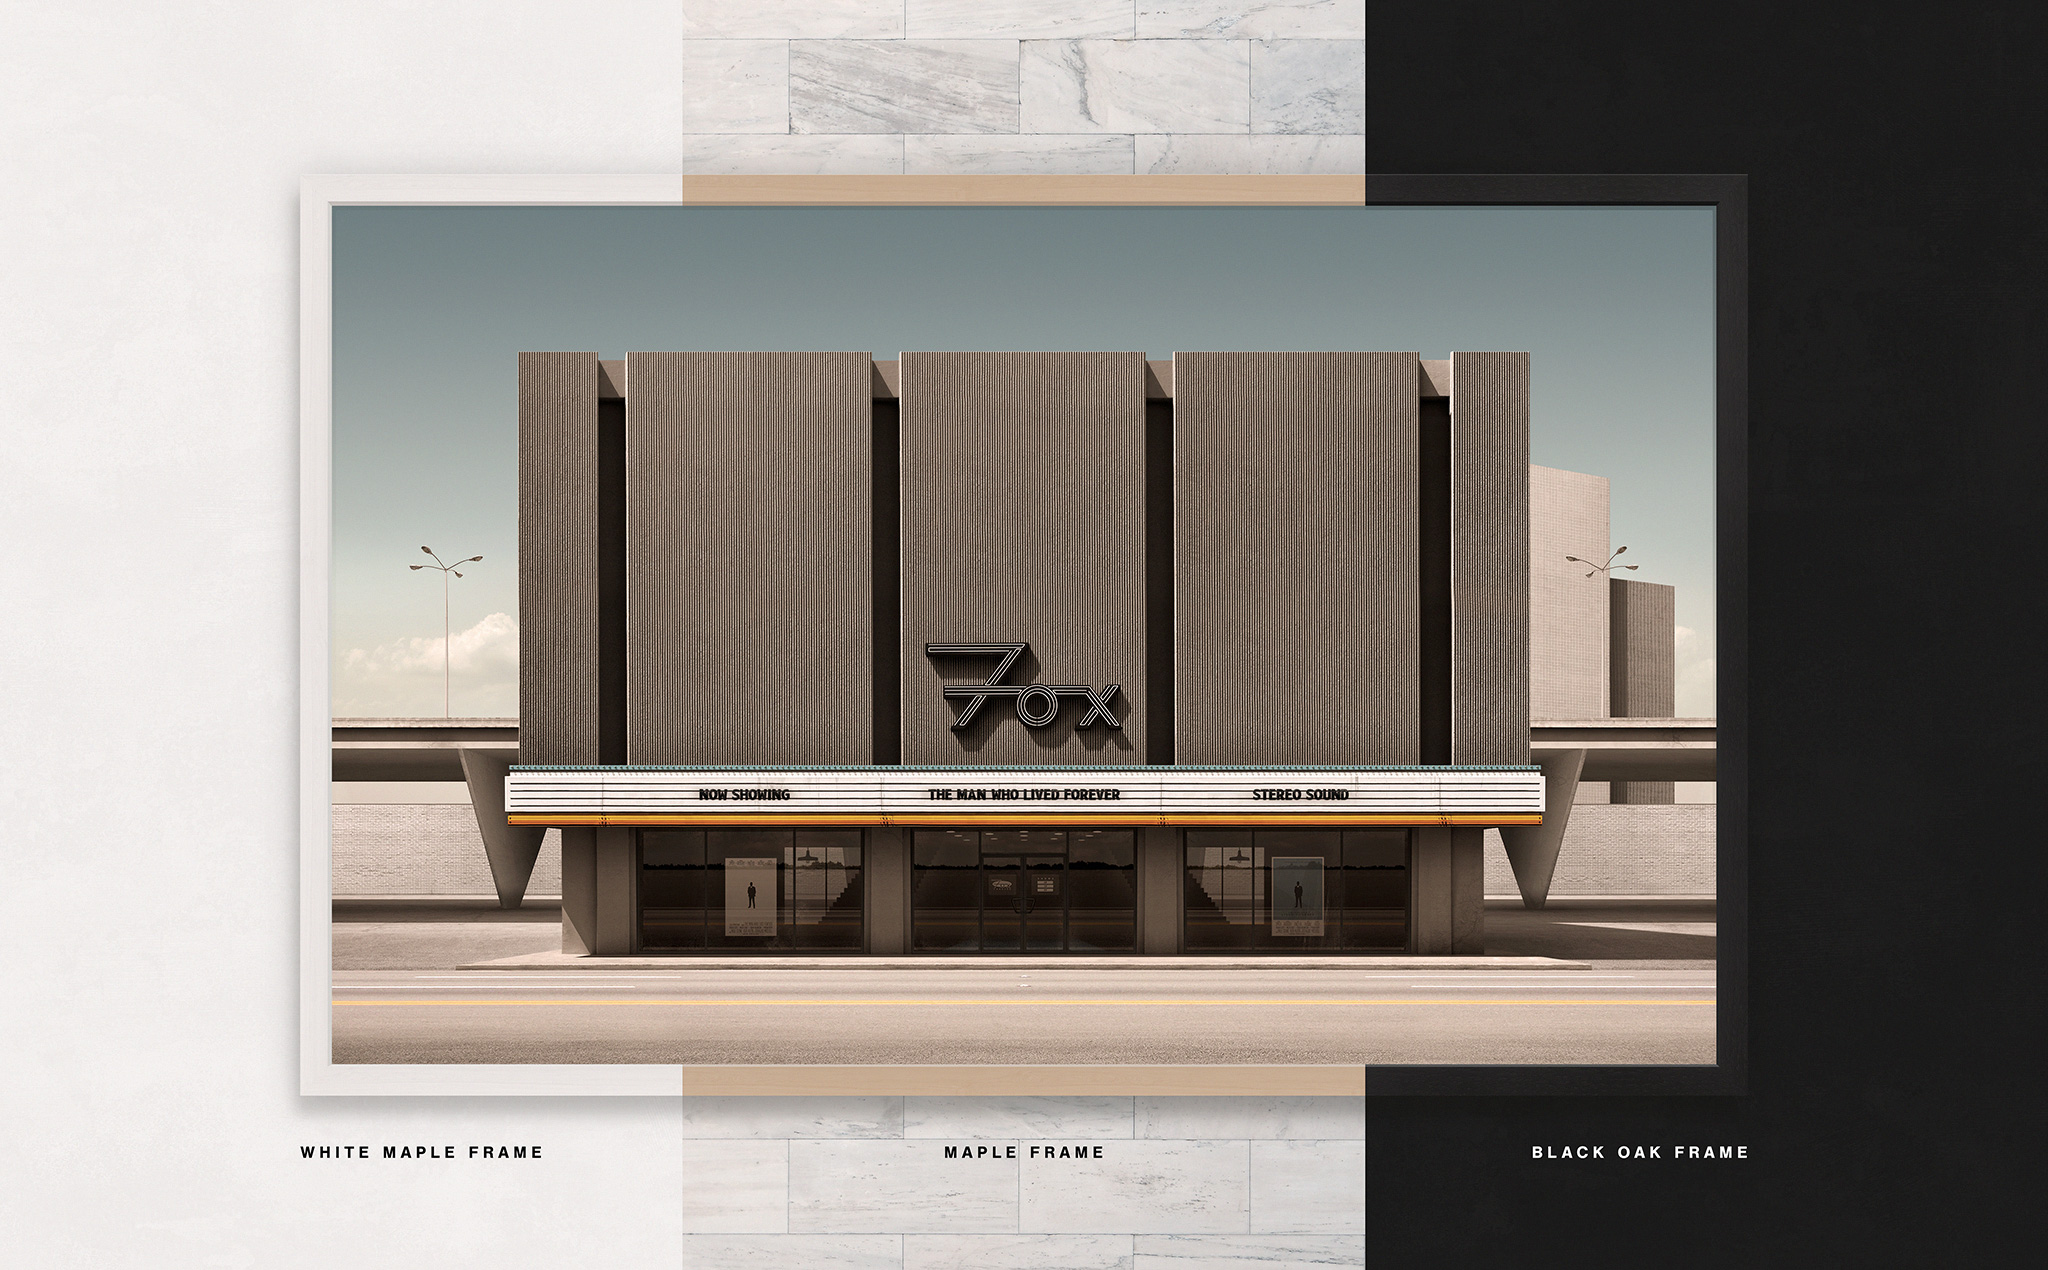 Fox
NOW SHOWING
THE MAN WHO LIVED FOREVER
STEREO SOUND
WHITE MAPLE FRAME
MAPLE FRAME
BLACK OAK FRAME